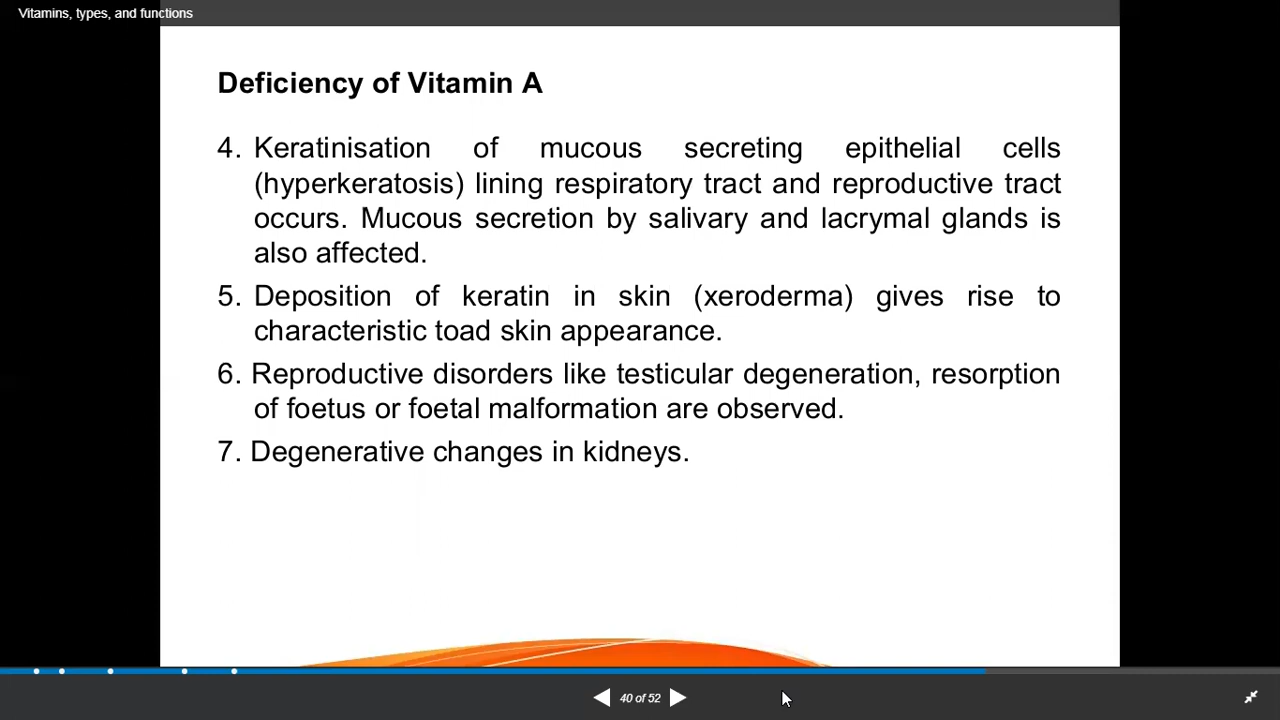 Vitamins, types, and functions
Deficiency of Vitamin A
4. Keratinisation of mucous secreting epithelial cells
(hyperkeratosis) lining respiratory tract and reproductive tract
occurs. Mucous secretion by salivary and lacrymal glands is
also affected.
5. Deposition of keratin in skin (xeroderma) gives rise to
characteristic toad skin appearance.
6. Reproductive disorders like testicular degeneration, resorption
of foetus or foetal malformation are observed.
7. Degenerative changes in kidneys.
40 of 52